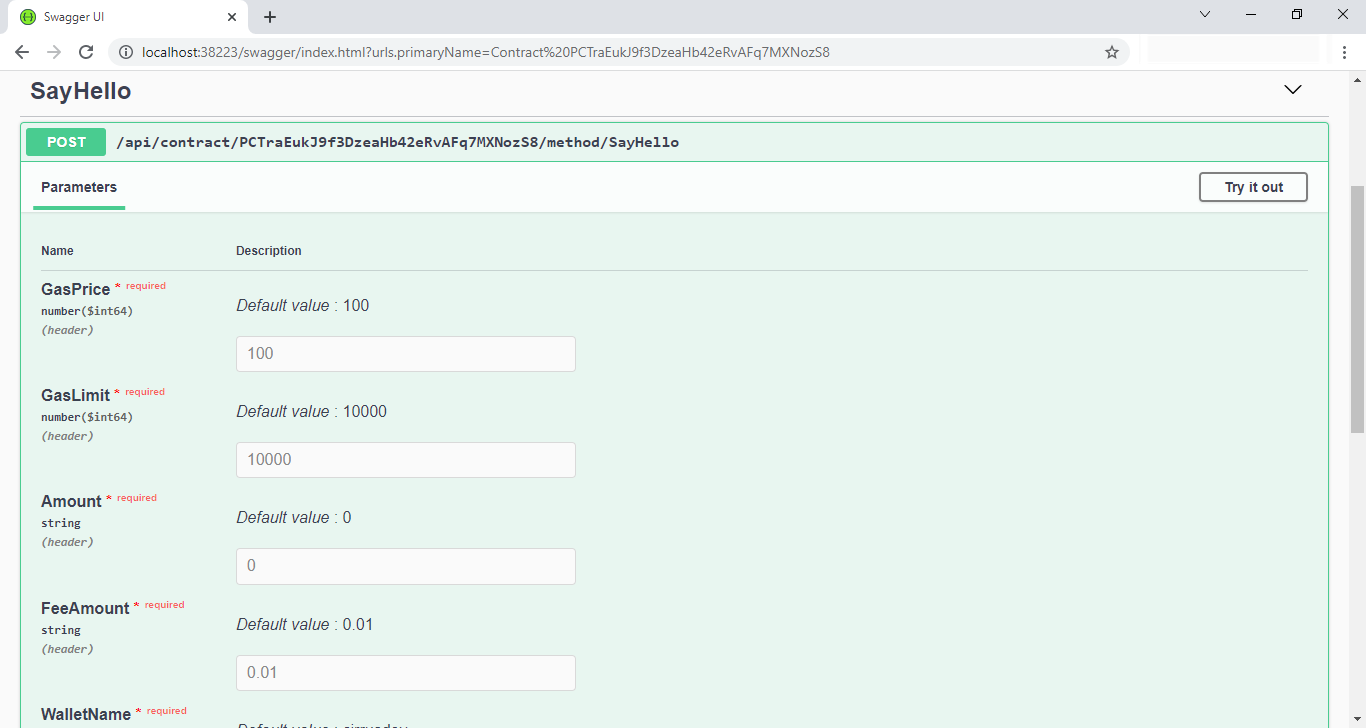 Swagger UI
localhost:38223/swagger/index.html?urls.primaryName=Contract%20PCTraEukJ9f3DzeaHb42eRvAFq7MXNozS8
SayHello
POST /api/contract/PCTraEukJ9f3DzeaHb42eRvAFq7MXNozS8/method/SayHello
Parameters Try it out
Name Description
GasPrice * required
number($int64)
(header)
Default value : 100
100
GasLimit * required
number($int64)
(header)
Default value : 10000
10000
Amount * required
string
(header)
Default value : 0
0
FeeAmount * required
string
(header)
Default value : 0.01
0.01
WalletName * required
Default value :